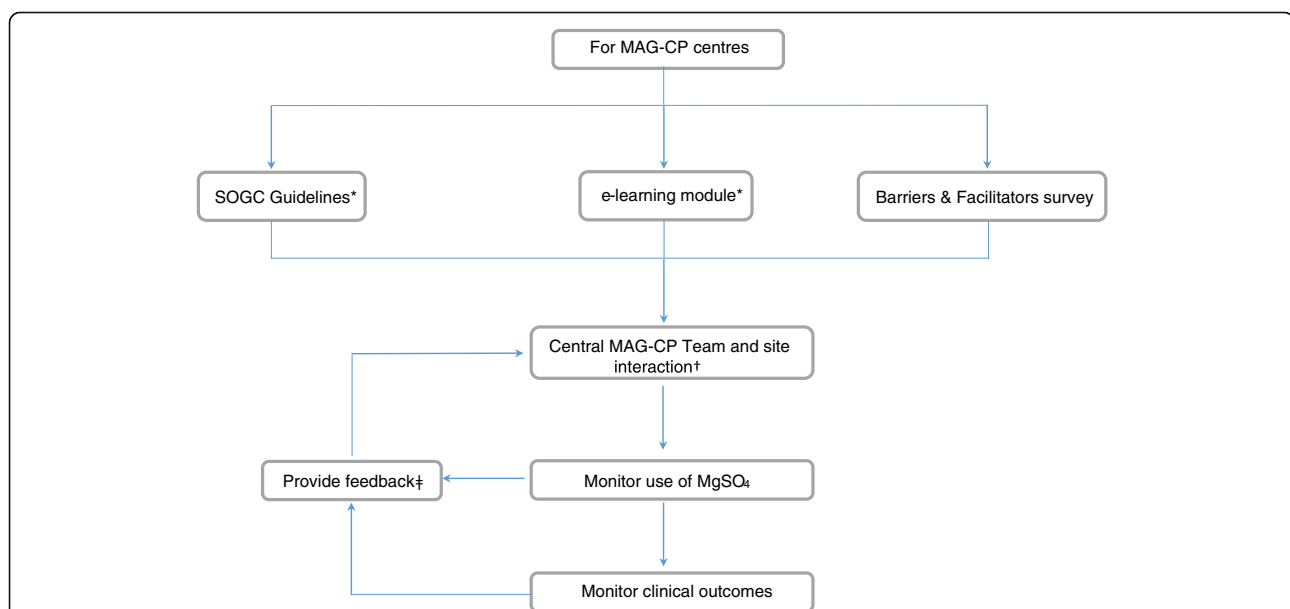 For MAG-CP centres
SOGC Guidelines*
e-learning module*
Barriers & Facilitators survey
Central MAG-CP Team and site
interaction†
Provide feedback‡
Monitor use of MgSO₄
Monitor clinical outcomes